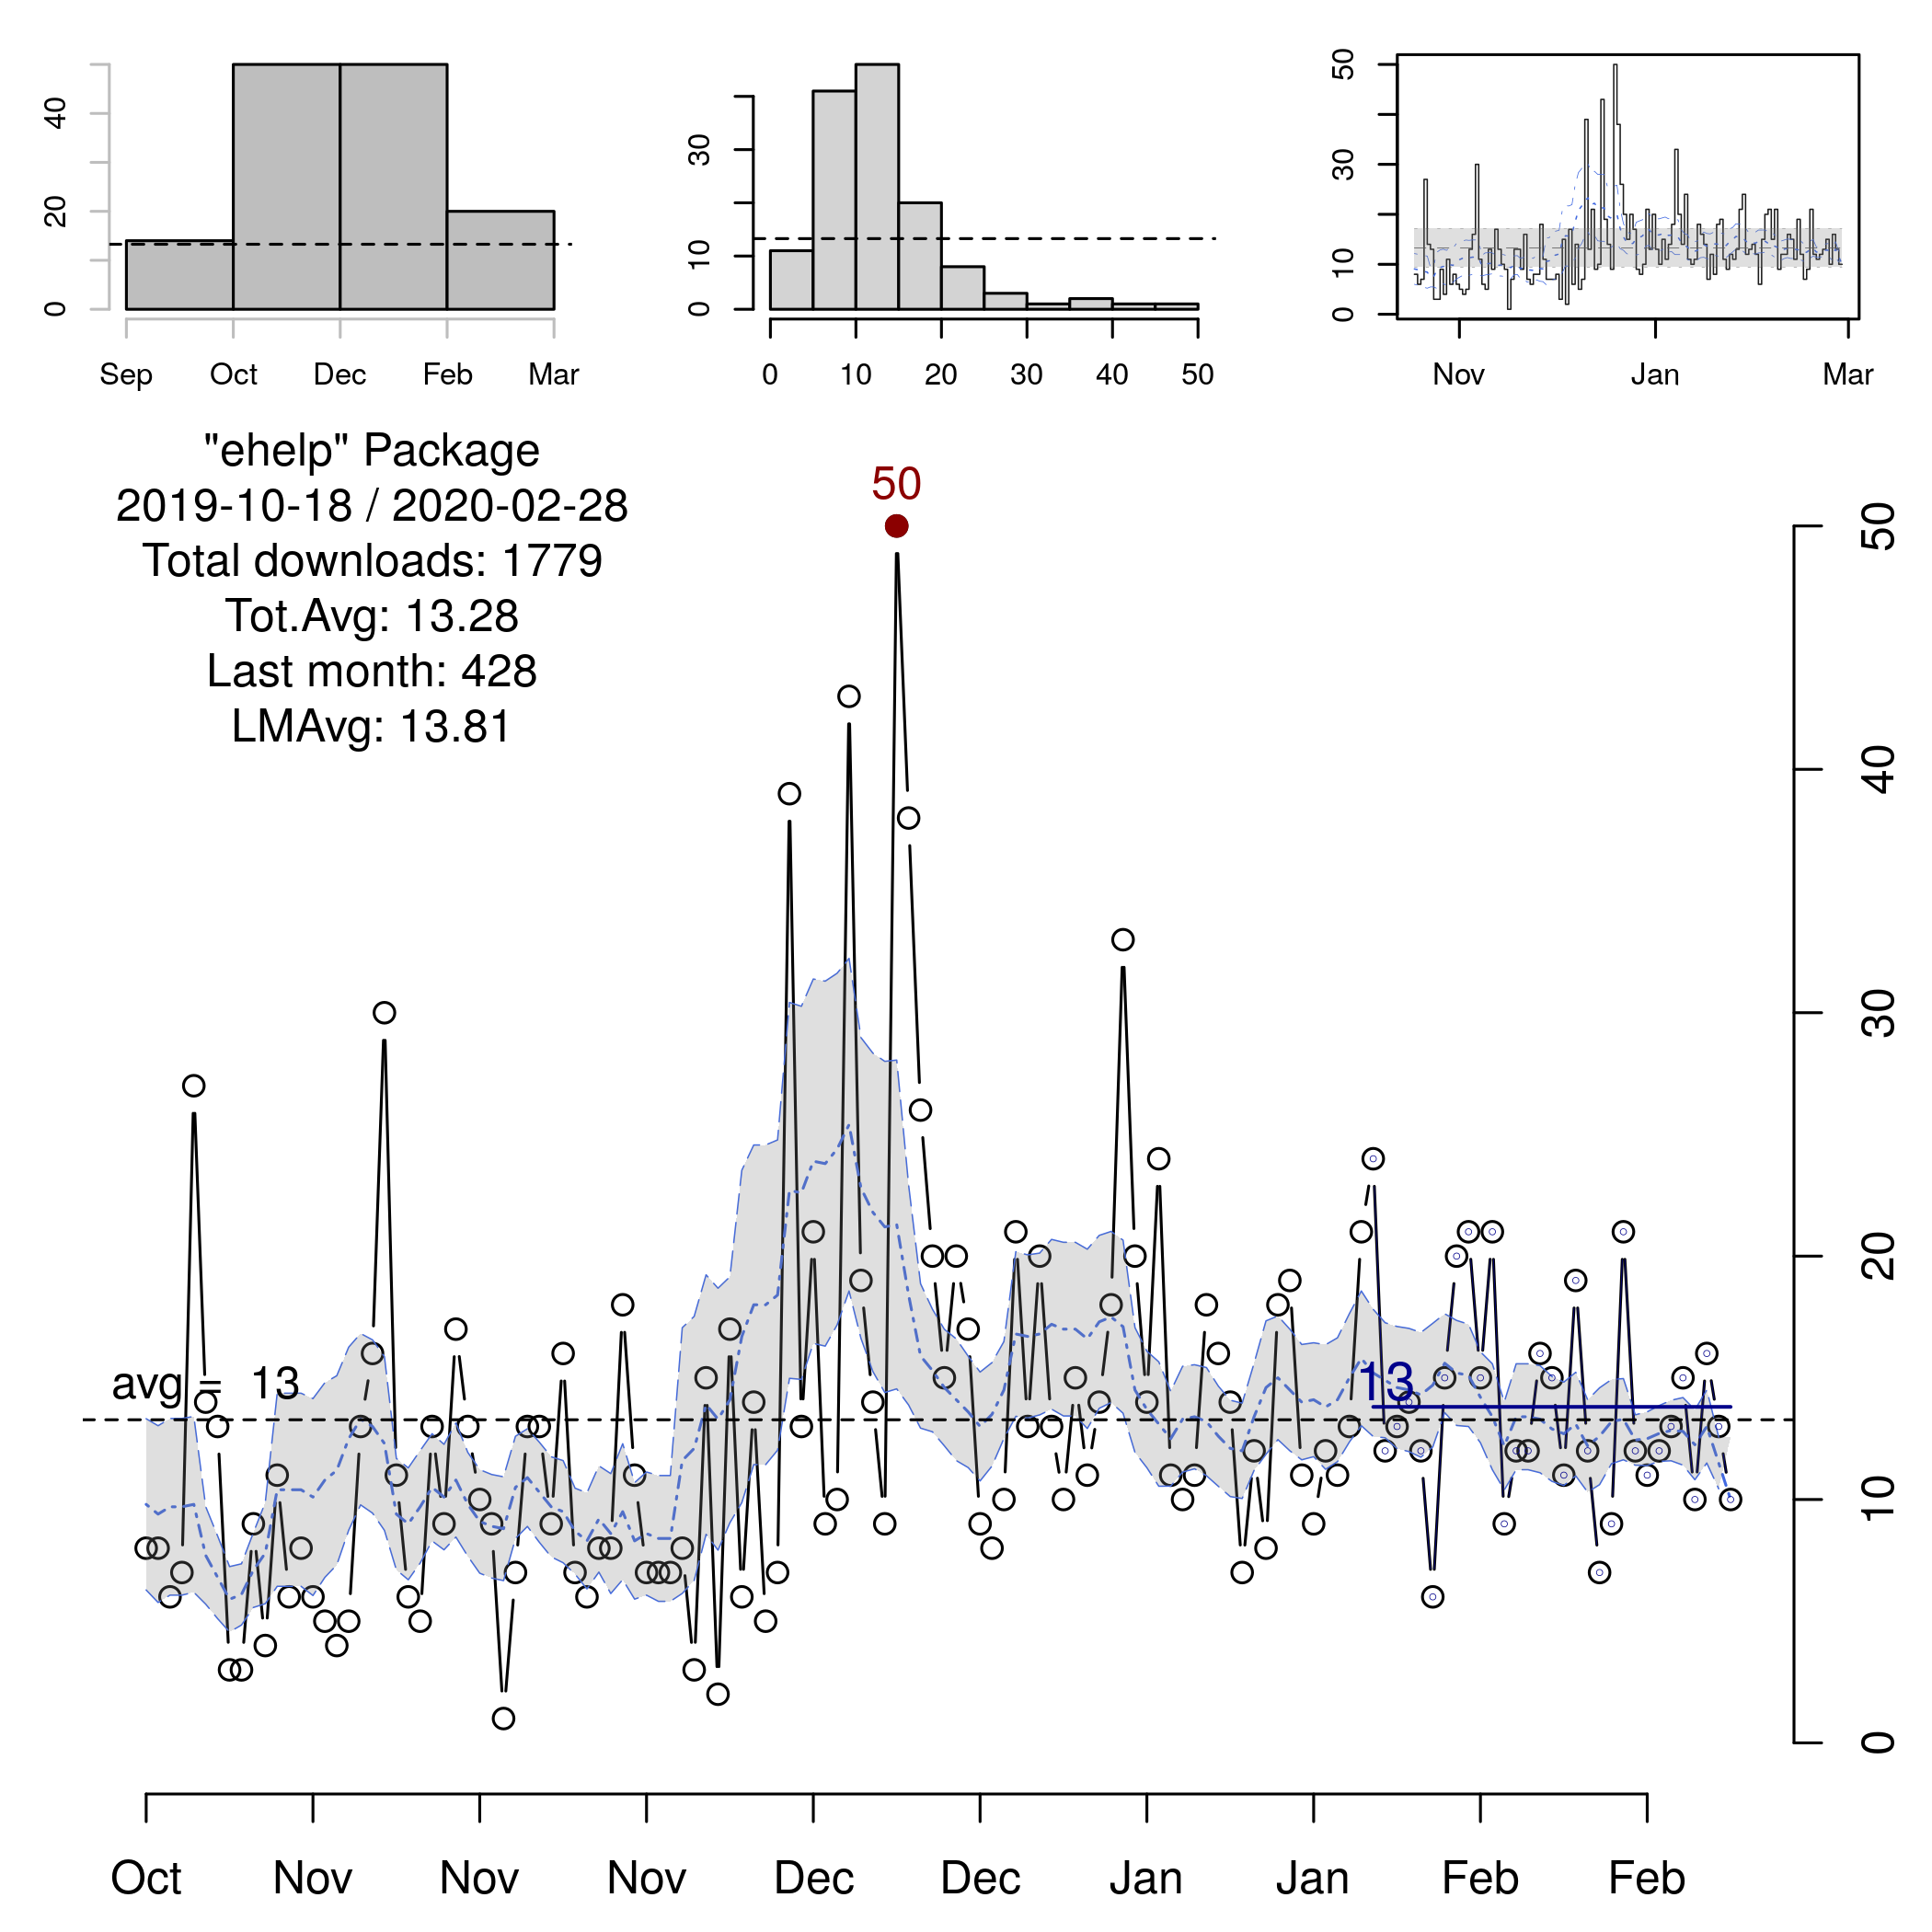 40
20
0
Sep Oct Dec Feb Mar
30
10
0
0 10 20 30 40 50
50
30
10
0
Nov Jan Mar
"ehelp" Package
2019-10-18 / 2020-02-28
Total downloads: 1779
Tot.Avg: 13.28
Last month: 428
LMAvg: 13.81
50
avg = 13
13
50
40
30
20
10
0
Oct Nov Nov Nov Dec Dec Jan Jan Feb Feb